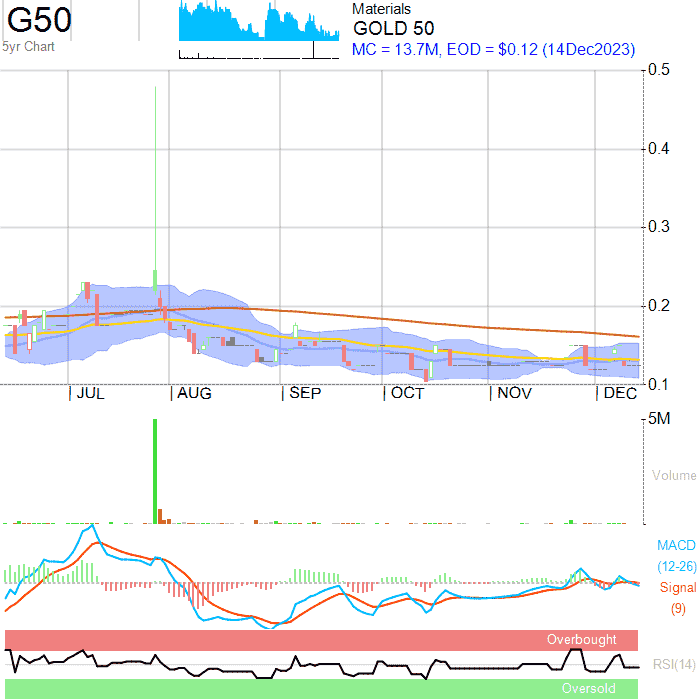 G50
5yr Chart
Materials
GOLD 50
MC = 13.7M, EOD = $0.12 (14Dec2023)
0.5
0.4
0.3
0.2
0.1
JUL AUG SEP OCT NOV DEC
5M
Volume
MACD
(12-26)
Signal
(9)
Overbought
RSI(14)
Oversold